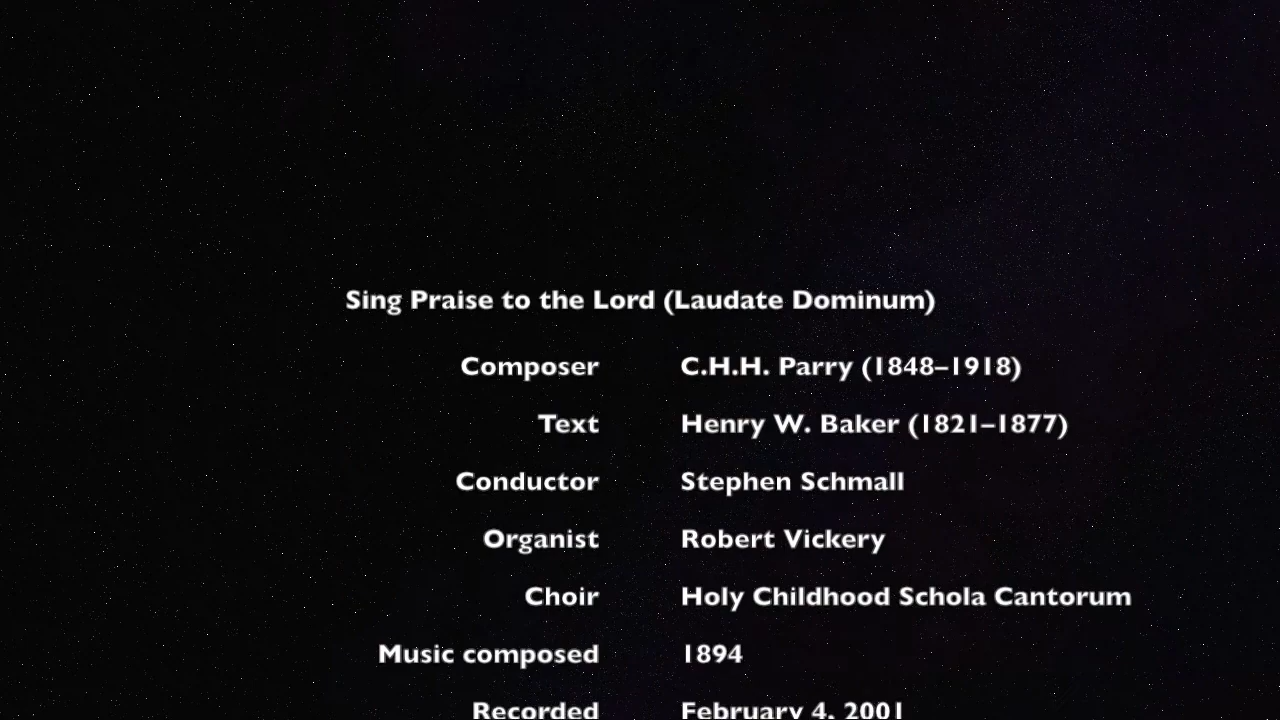 Sing Praise to the Lord (Laudate Dominum)
Composer C.H.H. Parry (1848–1918)
Text Henry W. Baker (1821–1877)
Conductor Stephen Schmall
Organist Robert Vickery
Choir Holy Childhood Schola Cantorum
Music composed 1894
Recorded February 4, 2001